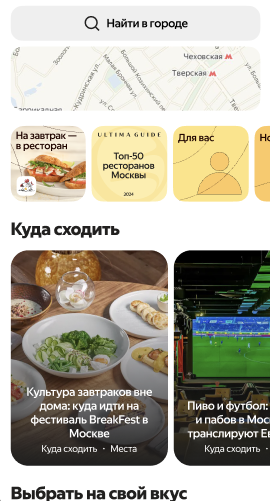 Найти в городе
Чеховская
Тверская
На завтрак —
в ресторан
ULTIMA GUIDE
Топ-50
ресторанов
Москвы
2024
Для вас
Но
Куда сходить
Культура завтраков вне
дома: куда идти на
фестиваль BreakFest в
Москве
Куда сходить · Места
Пиво и футбол:
и пабов в Мос
транслируют Ев
Куда сходить ·
Выбрать на свой вкус